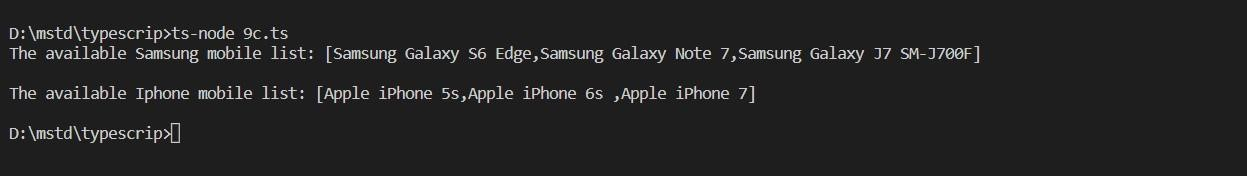 D:\mstd\typescrip>ts-node 9c.ts
The available Samsung mobile list: [Samsung Galaxy S6 Edge,Samsung Galaxy Note 7,Samsung Galaxy J7 SM-J700F]
The available Iphone mobile list: [Apple iPhone 5s,Apple iPhone 6s ,Apple iPhone 7]
D:\mstd\typescrip>